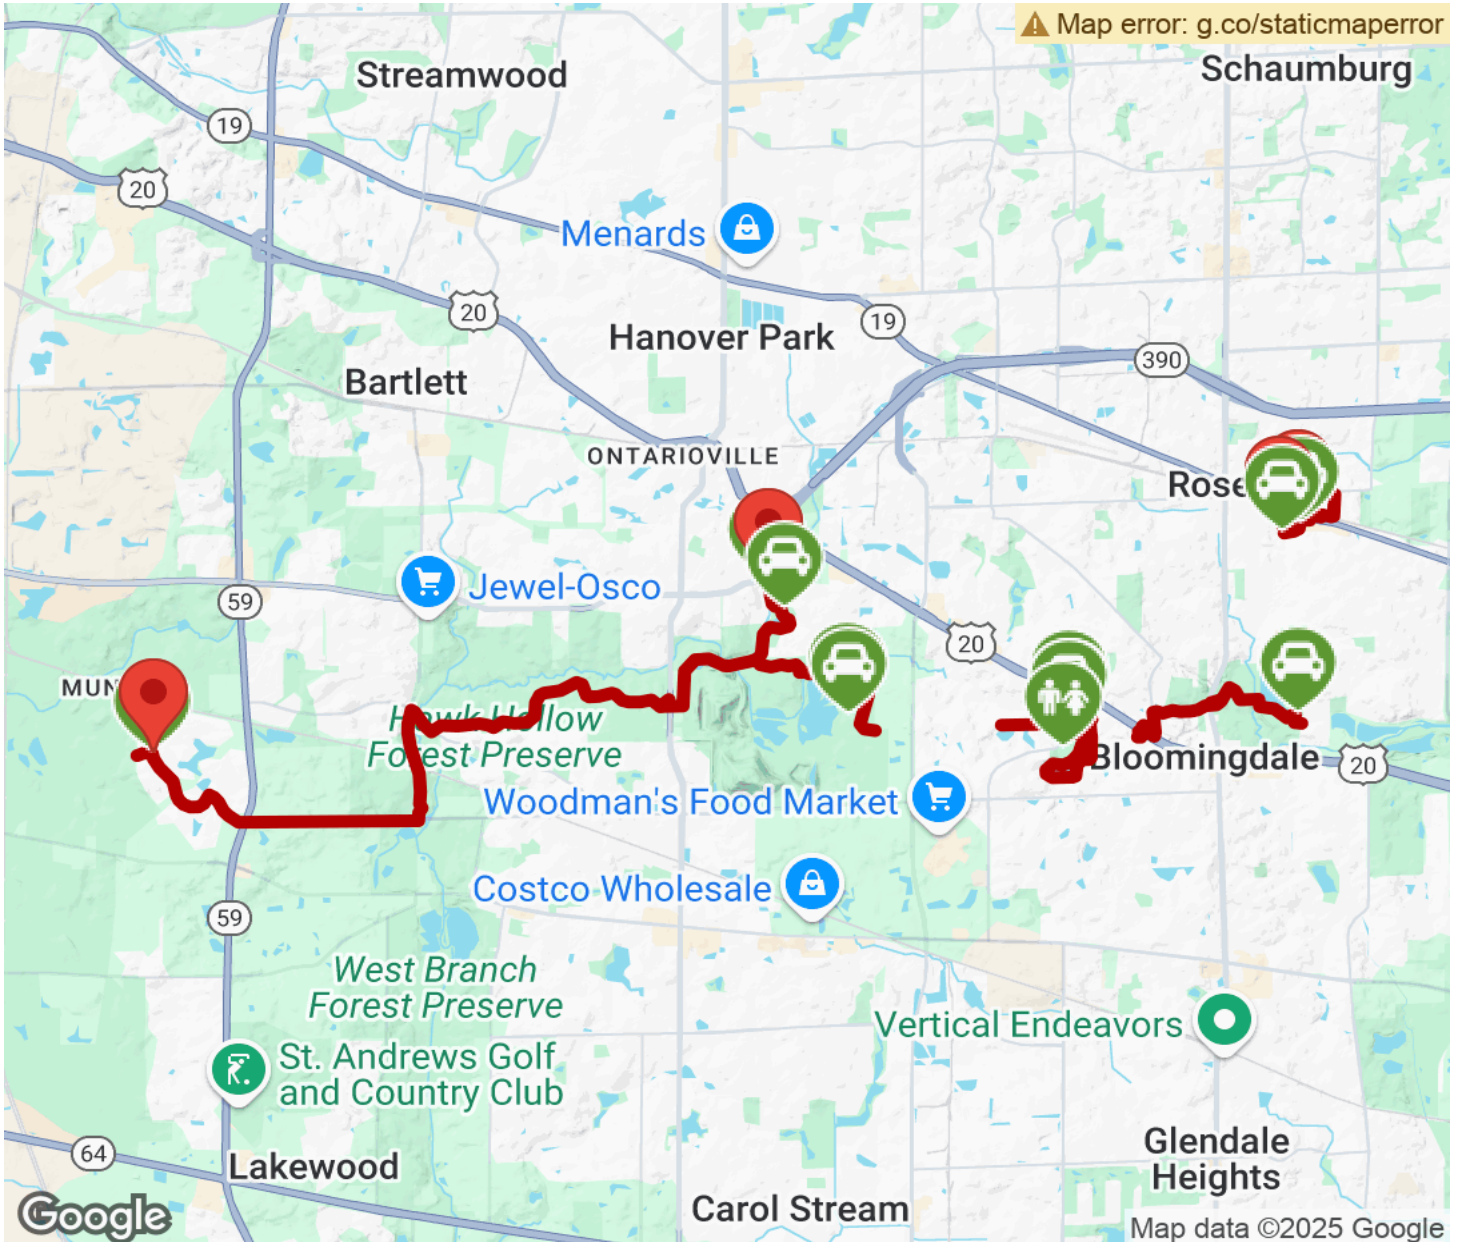 Map error: g.co/staticmaperror
Streamwood
Schaumburg
19
20
Menards
20
Hanover Park
19
390
Bartlett
ONTARIOVILLE
Rose
Jewel-Osco
59
20
MUN
Hawk Hollow
Forest Preserve
Bloomingdale
20
Woodman's Food Market
Costco Wholesale
59
West Branch
Forest Preserve
Vertical Endeavors
St. Andrews Golf
and Country Club
64
Lakewood
Glendale
Heights
Carol Stream
Google
Map data ©2025 Google